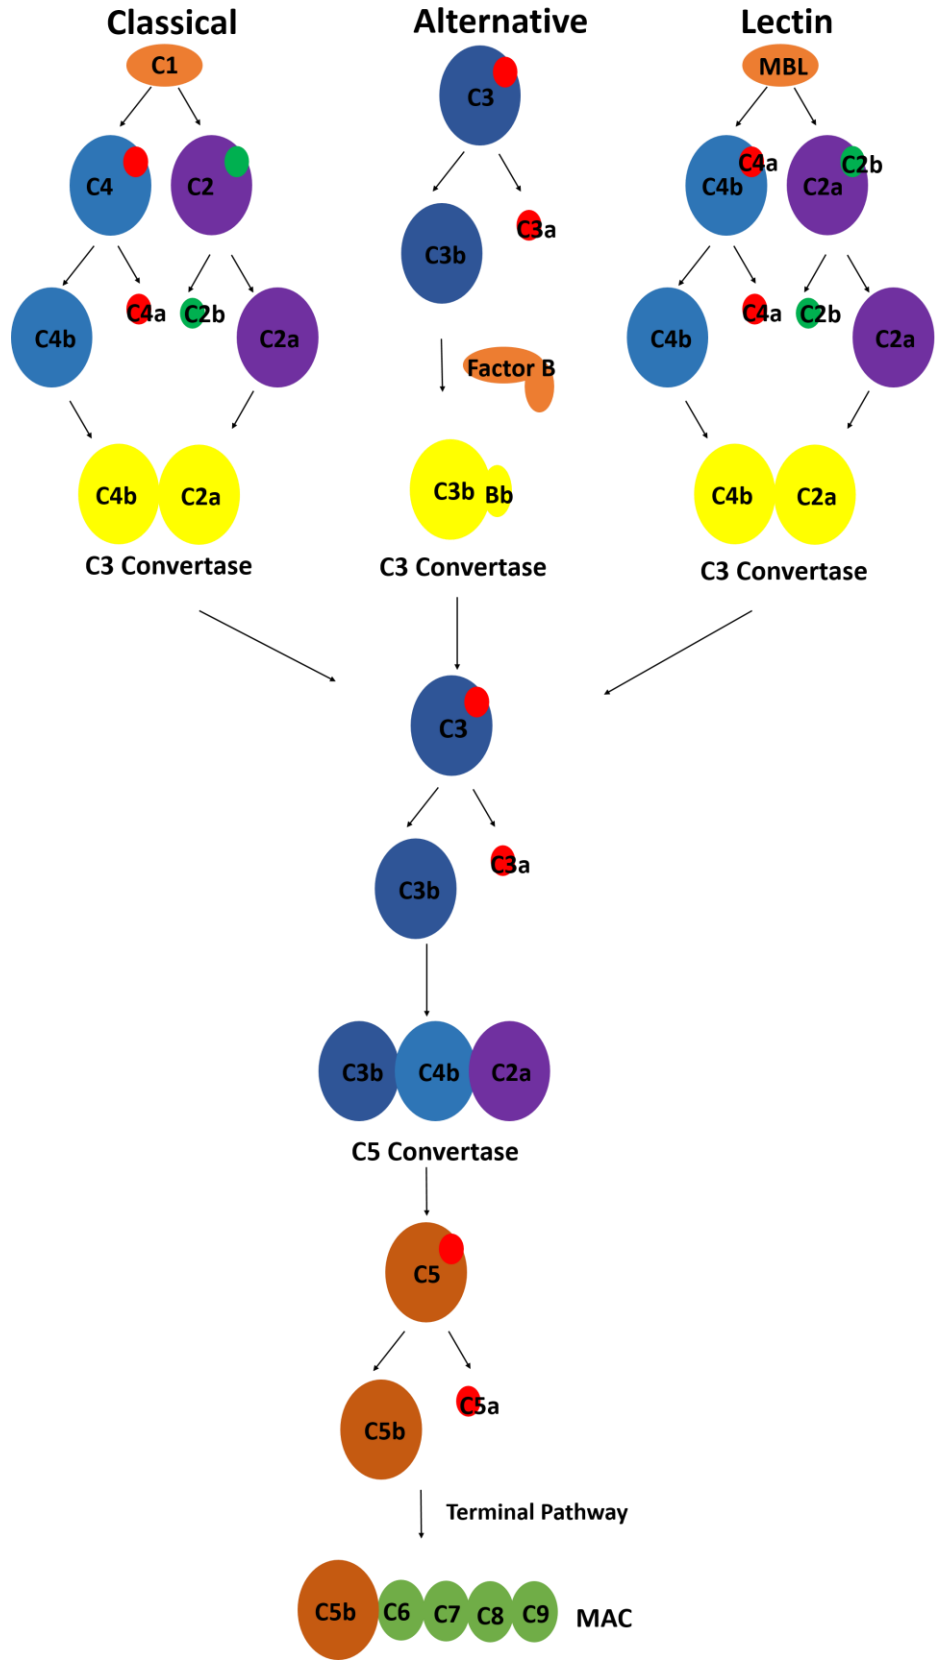 Classical
Alternative
Lectin
C1
C3
MBL
C4
C2
C4b
C4a
C2a
C2b
C3b
C3a
C4b
C4a
C2b
C2a
C4b
C4a
C2b
C2a
Factor B
C4b
C2a
C3b
Bb
C4b
C2a
C3 Convertase
C3 Convertase
C3 Convertase
C3
C3b
C3a
C3b
C4b
C2a
C5 Convertase
C5
C5b
C5a
Terminal Pathway
C5b
C6
C7
C8
C9
MAC